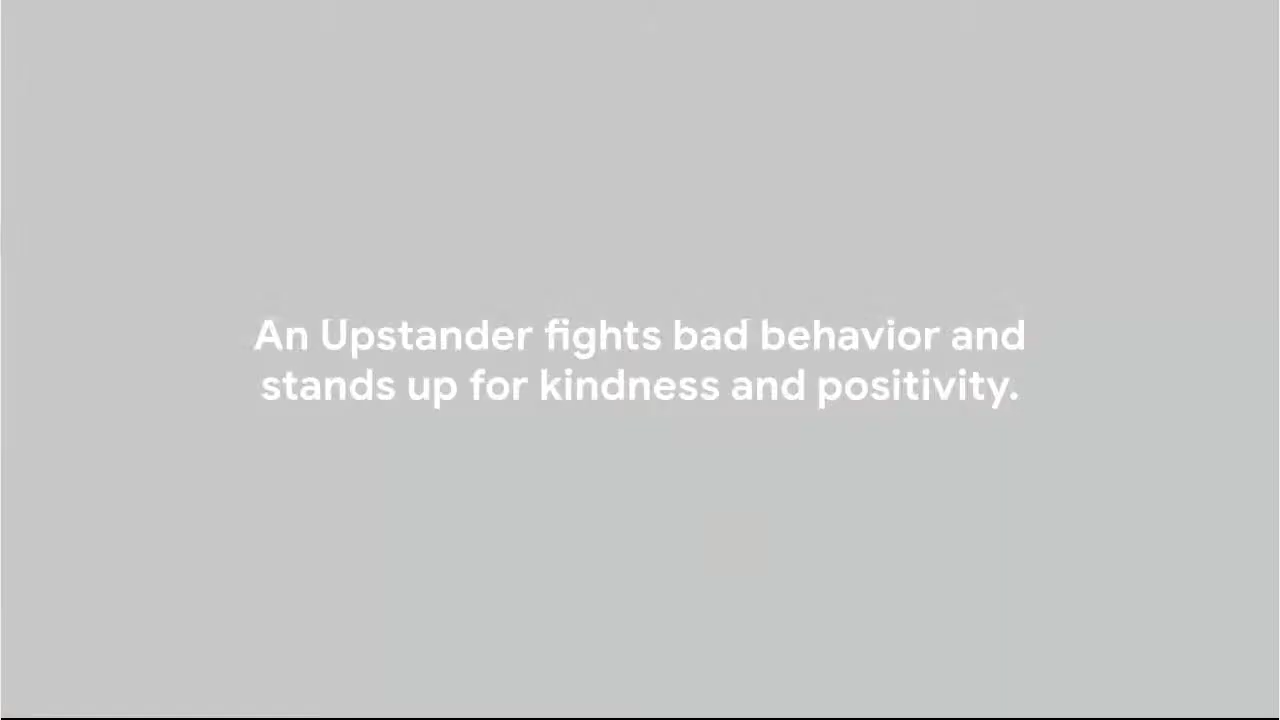 An Upstander fights bad behavior and
stands up for kindness and positivity.